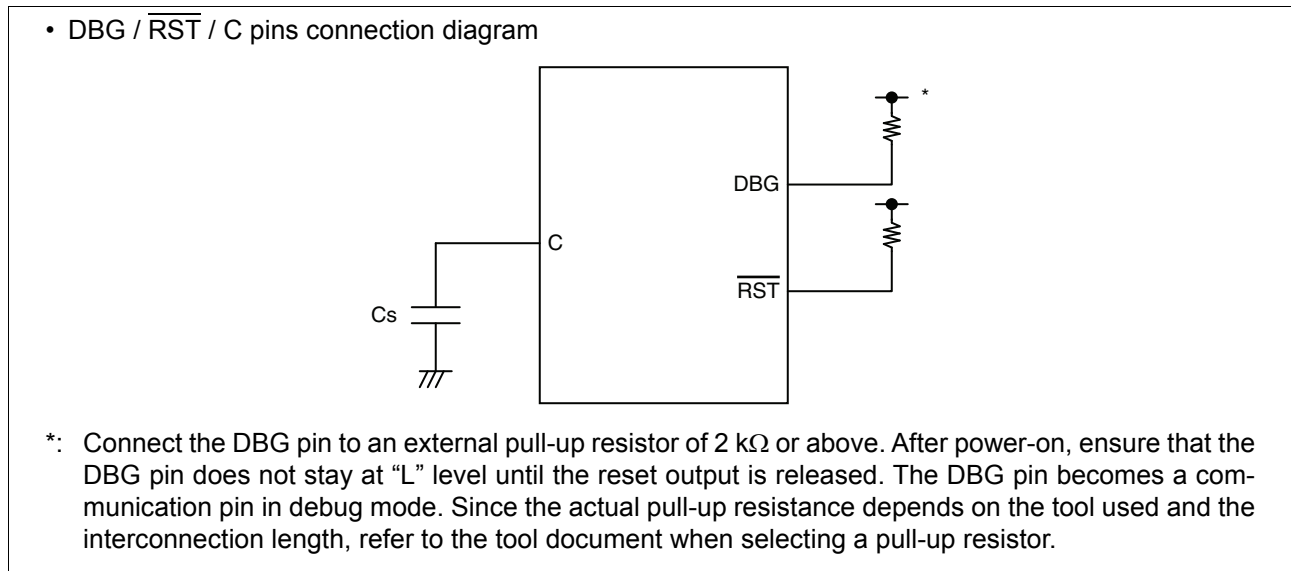 • DBG / R̅S̅T̅ / C pins connection diagram
*
DBG
C
R̅S̅T̅
Cs
*: Connect the DBG pin to an external pull-up resistor of 2 kΩ or above. After power-on, ensure that the
DBG pin does not stay at “L” level until the reset output is released. The DBG pin becomes a com-
munication pin in debug mode. Since the actual pull-up resistance depends on the tool used and the
interconnection length, refer to the tool document when selecting a pull-up resistor.